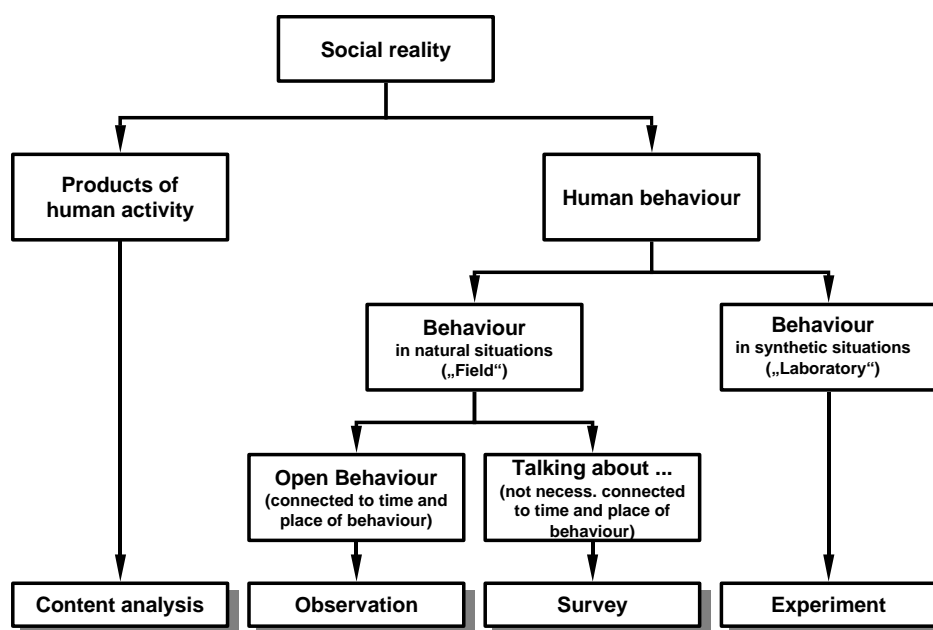 Social reality
Products of
human activity
Human behaviour
Behaviour
in natural situations
(„Field“)
Behaviour
in synthetic situations
(„Laboratory“)
Open Behaviour
(connected to time and
place of behaviour)
Talking about ...
(not necess. connected
to time and place of
behaviour)
Content analysis
Observation
Survey
Experiment